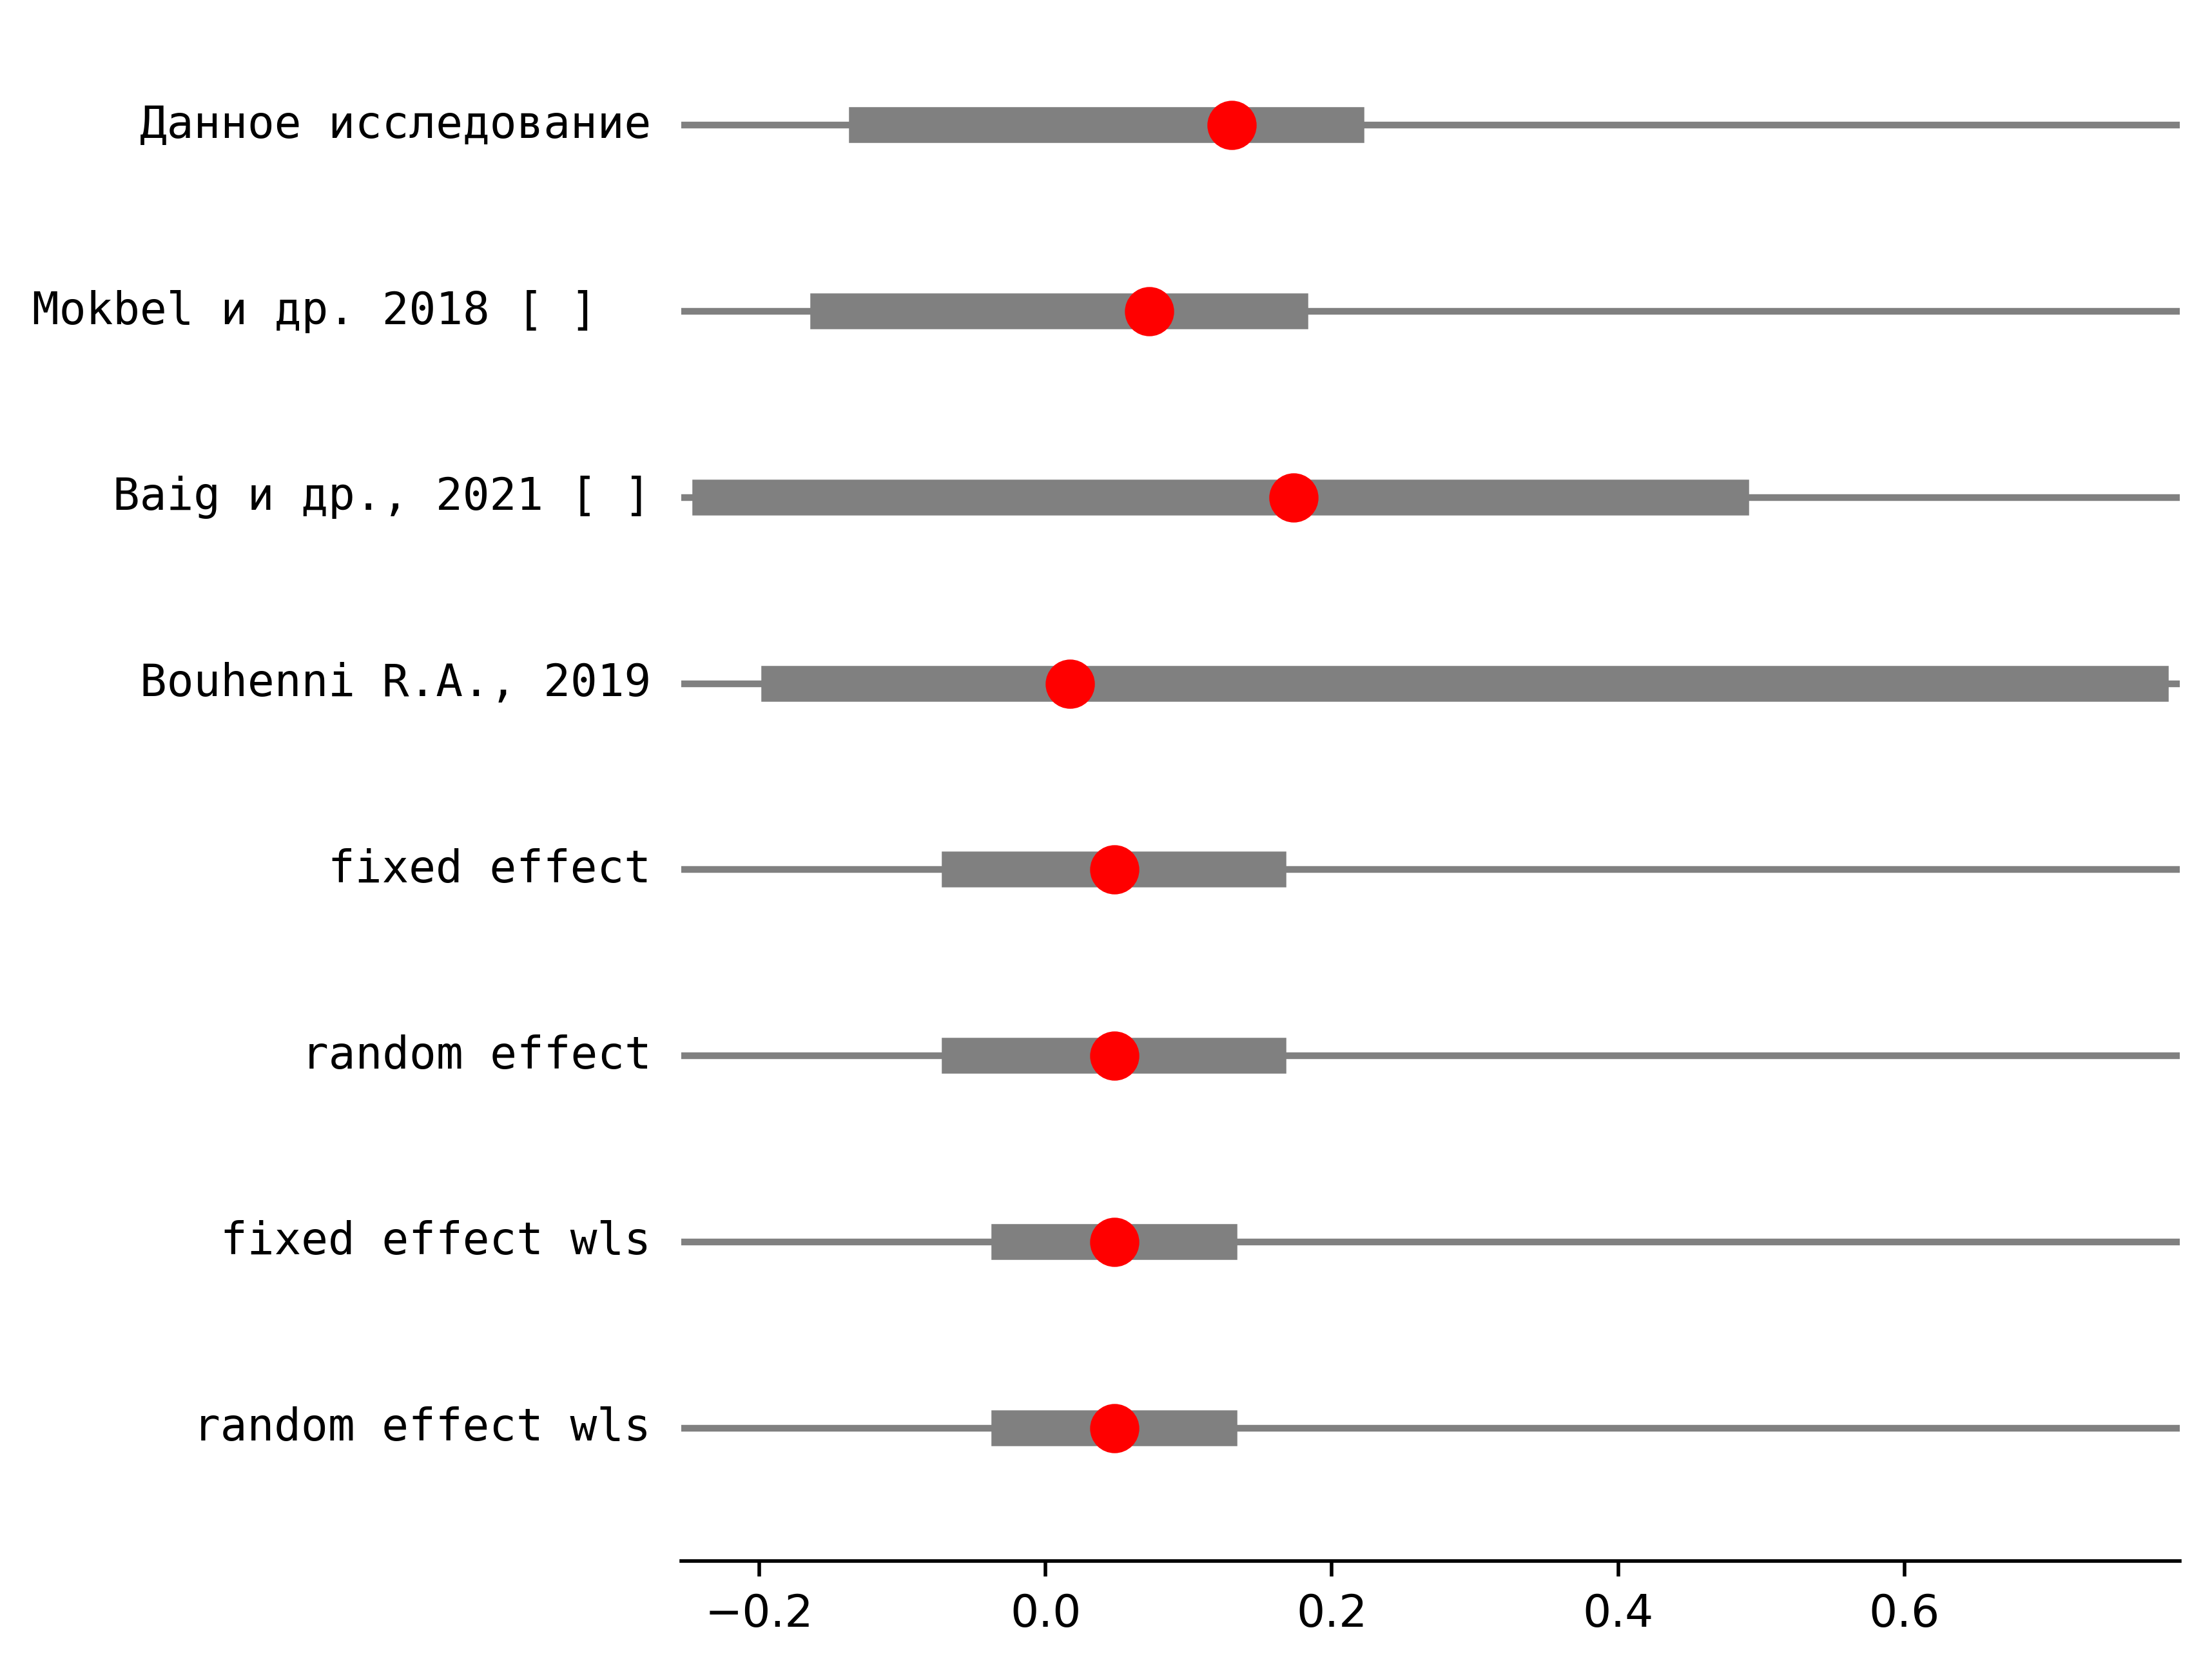 Данное исследование
Mokbel и др. 2018 [ ]
Baig и др., 2021 [ ]
Bouhenni R.A., 2019
fixed effect
random effect
fixed effect wls
random effect wls
−0.2 0.0 0.2 0.4 0.6